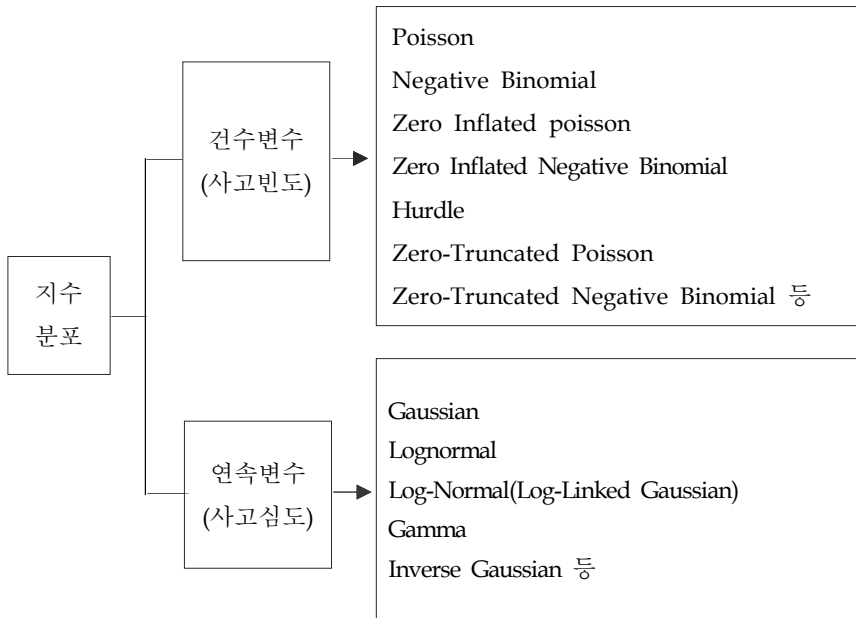 지수
분포
건수변수
(사고빈도)
Poisson
Negative Binomial
Zero Inflated poisson
Zero Inflated Negative Binomial
Hurdle
Zero-Truncated Poisson
Zero-Truncated Negative Binomial 등
연속변수
(사고심도)
Gaussian
Lognormal
Log-Normal(Log-Linked Gaussian)
Gamma
Inverse Gaussian 등